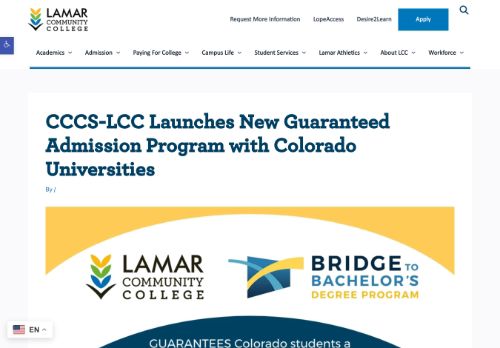 LAMAR
COMMUNITY
COLLEGE
Request More Information LopeAccess Desire2Learn Apply
Academics Admission Paying For College Campus Life Student Services Lamar Athletics About LCC Workforce
CCCS-LCC Launches New Guaranteed
Admission Program with Colorado
Universities
By /
LAMAR
COMMUNITY
COLLEGE
BRIDGE TO
BACHELOR'S
DEGREE PROGRAM
GUARANTEES Colorado students a
EN